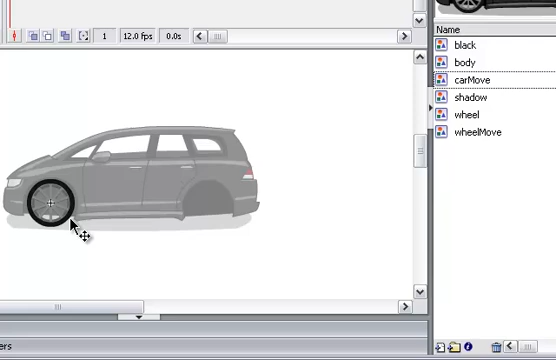 1 12.0 fps 0.0s
Name
black
body
carMove
shadow
wheel
wheelMove
ers